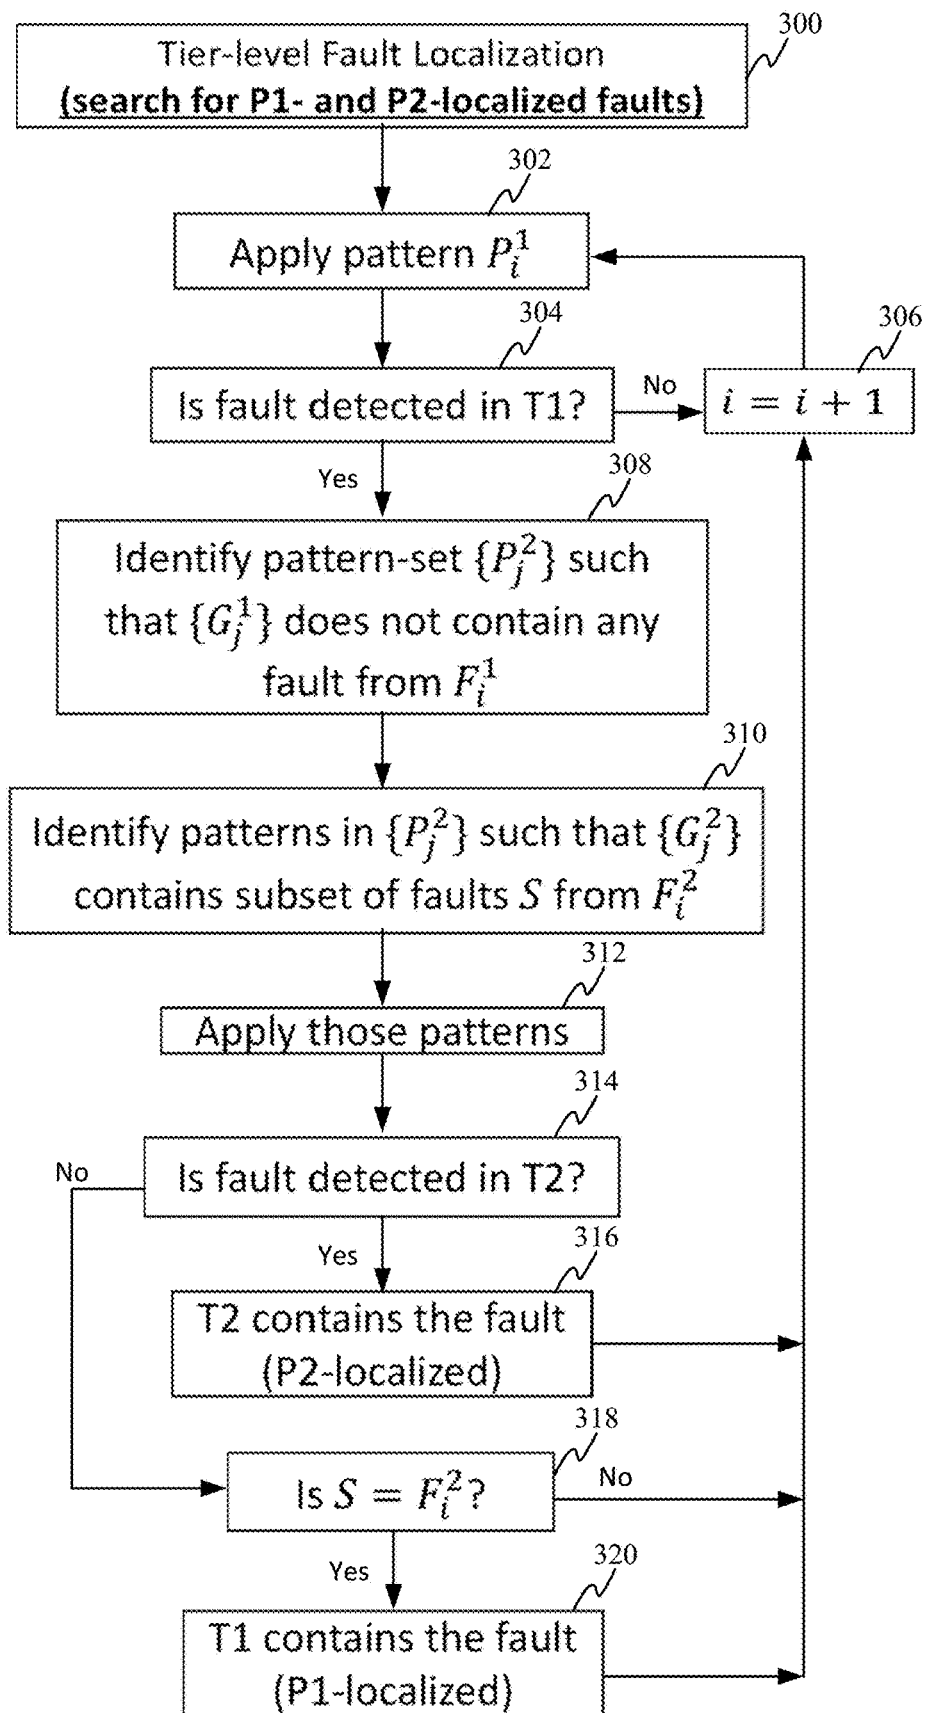 300
Tier-level Fault Localization
(search for P1- and P2-localized faults)
302
Apply pattern $P_i^1$
304
Is fault detected in T1?
No
306
$i = i + 1$
Yes
308
Identify pattern-set $\{P_j^2\}$ such
that $\{G_j^1\}$ does not contain any
fault from $F_i^1$
310
Identify patterns in $\{P_j^2\}$ such that $\{G_j^2\}$
contains subset of faults $S$ from $F_i^2$
312
Apply those patterns
314
Is fault detected in T2?
No
Yes
316
T2 contains the fault
(P2-localized)
318
Is $S = F_i^2$?
No
Yes
320
T1 contains the fault
(P1-localized)